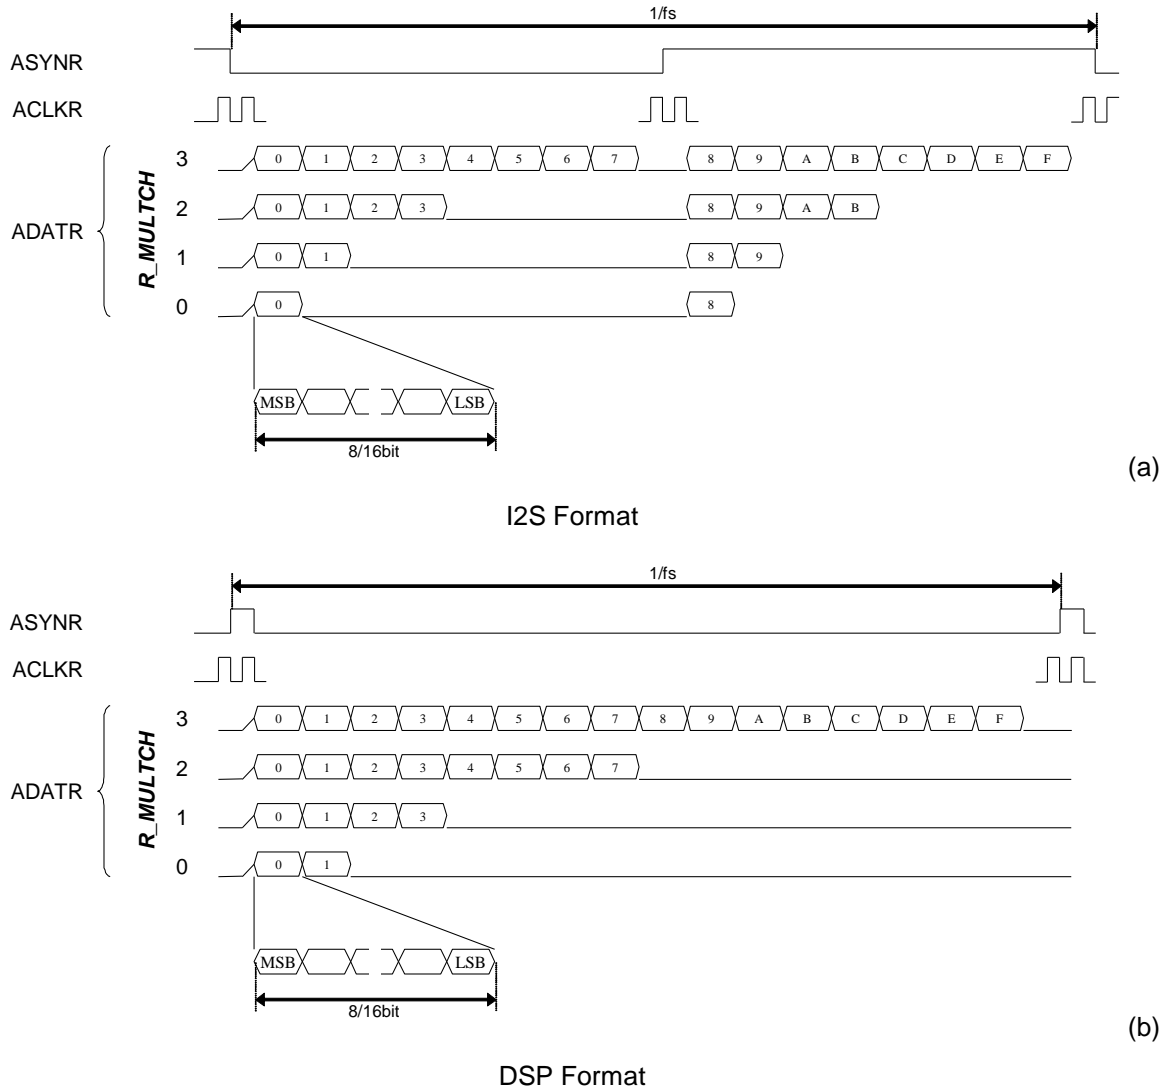 1/fs
ASYNR
ACLKR
3 0 1 2 3 4 5 6 7 8 9 A B C D E F
2 0 1 2 3 8 9 A B
ADATR R_MULTCH
1 0 1 8 9
0 0 8
MSB LSB
8/16bit
(a)
I2S Format
1/fs
ASYNR
ACLKR
3 0 1 2 3 4 5 6 7 8 9 A B C D E F
2 0 1 2 3 4 5 6 7
ADATR R_MULTCH
1 0 1 2 3
0 0 1
MSB LSB
8/16bit
(b)
DSP Format